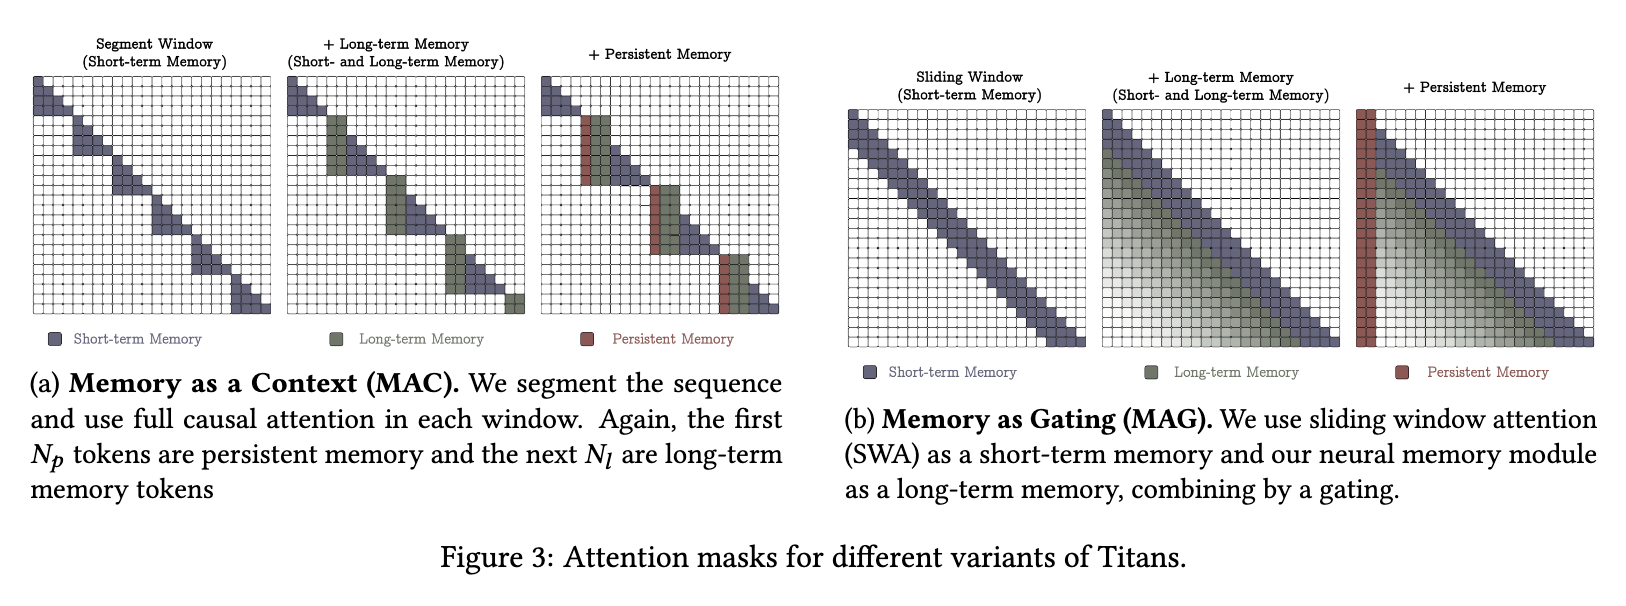 Segment Window
(Short-term Memory)
+ Long-term Memory
(Short- and Long-term Memory)
+ Persistent Memory
Short-term Memory
Long-term Memory
Persistent Memory
(a) Memory as a Context (MAC). We segment the sequence
and use full causal attention in each window. Again, the first
Nₚ tokens are persistent memory and the next Nₗ are long-term
memory tokens
Sliding Window
(Short-term Memory)
+ Long-term Memory
(Short- and Long-term Memory)
+ Persistent Memory
Short-term Memory
Long-term Memory
Persistent Memory
(b) Memory as Gating (MAG). We use sliding window attention
(SWA) as a short-term memory and our neural memory module
as a long-term memory, combining by a gating.
Figure 3: Attention masks for different variants of Titans.